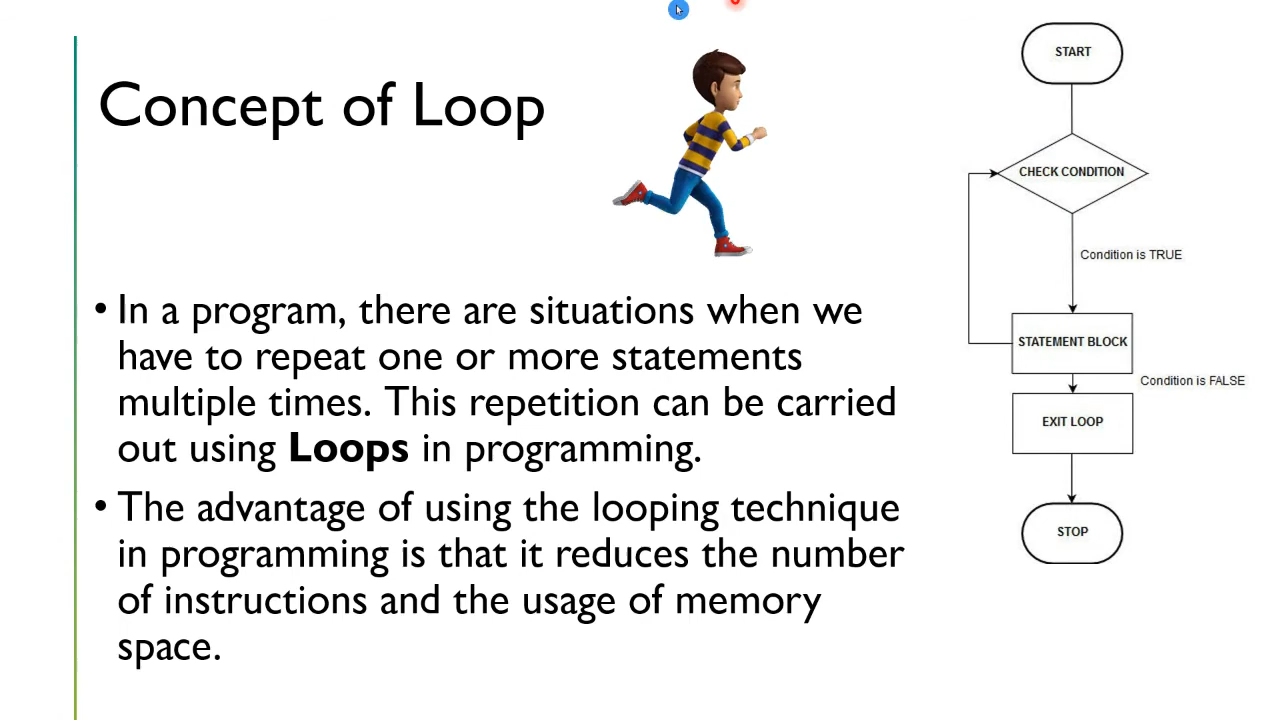 Concept of Loop
• In a program, there are situations when we
have to repeat one or more statements
multiple times. This repetition can be carried
out using Loops in programming.
• The advantage of using the looping technique
in programming is that it reduces the number
of instructions and the usage of memory
space.
START
CHECK CONDITION
Condition is TRUE
STATEMENT BLOCK
Condition is FALSE
EXIT LOOP
STOP